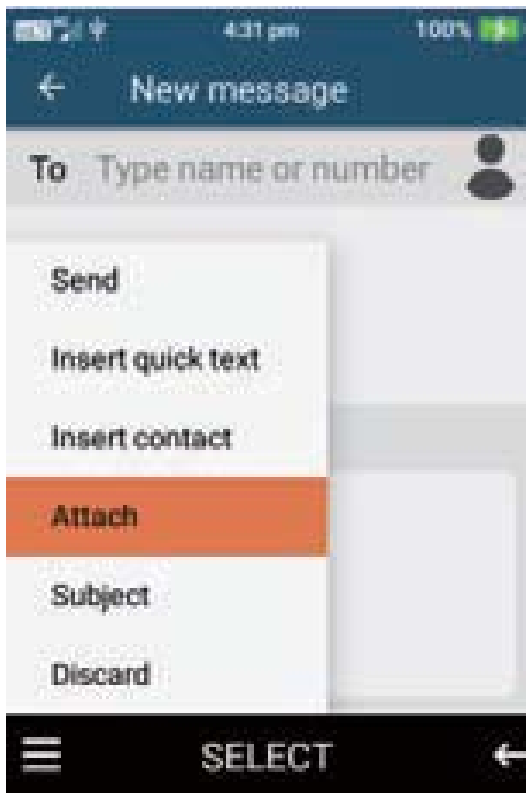 4:31 pm 100%
New message
To Type name or number
Send
Insert quick text
Insert contact
Attach
Subject
Discard
SELECT